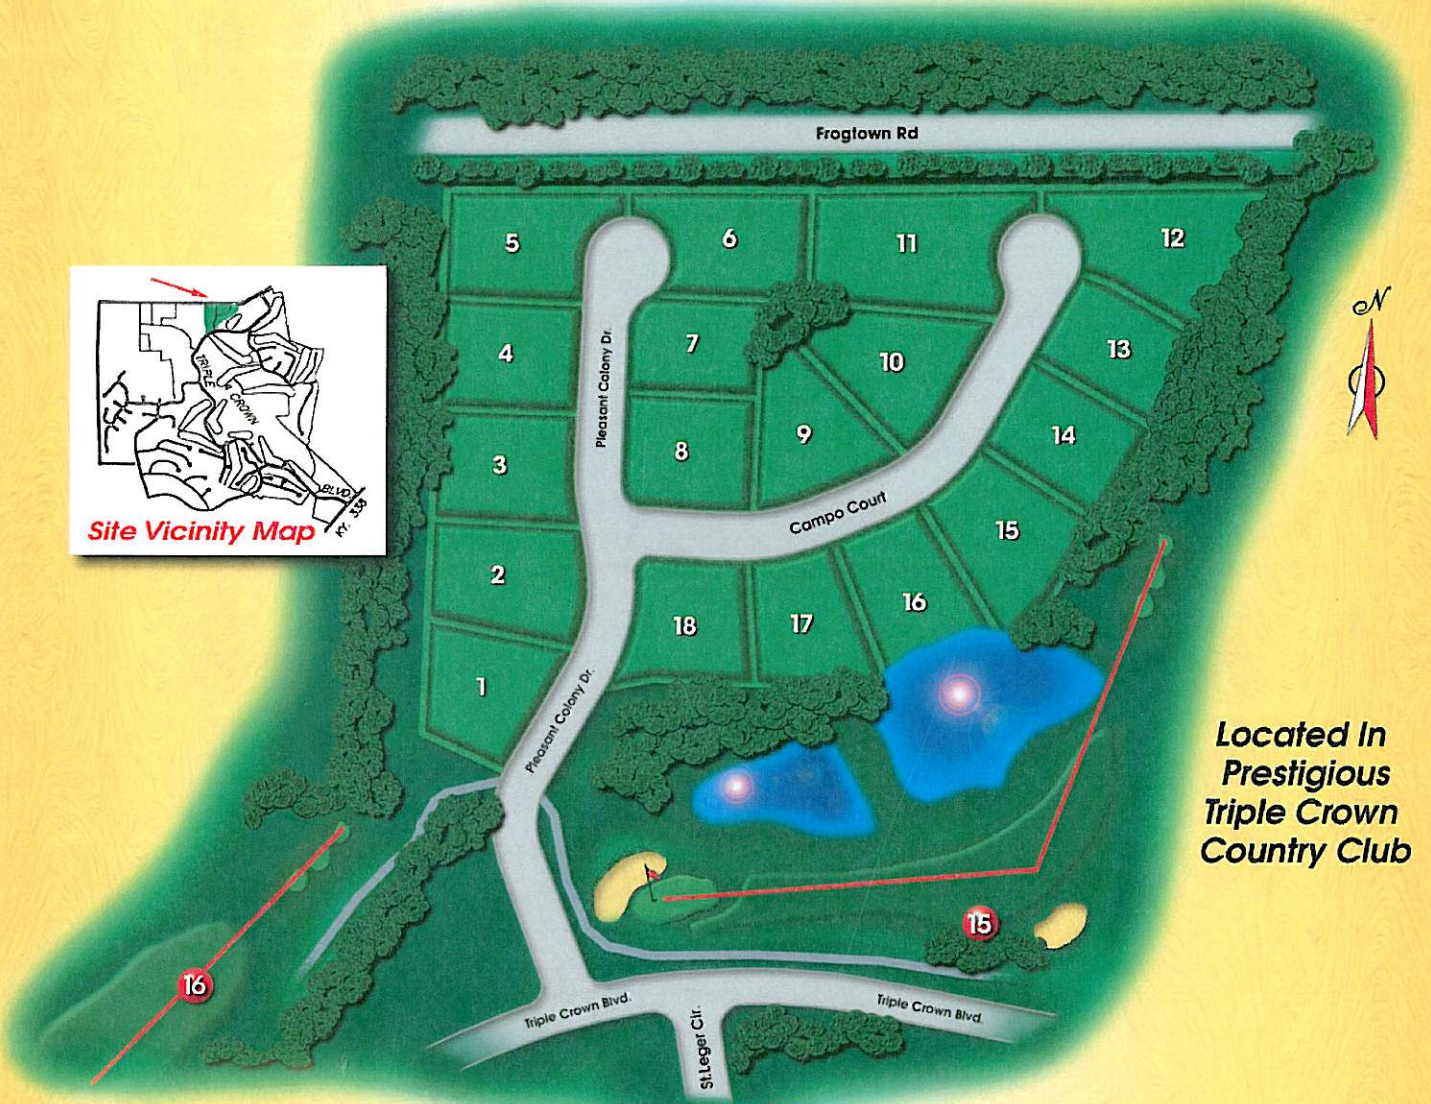 Frogtown Rd
5
6
11
12
N
4
7
10
13
Pleasant Colony Dr.
TRIPLE CROWN
BLVD.
KY. 338
Site Vicinity Map
3
8
9
14
Campo Court
15
2
18
17
16
1
Pleasant Colony Dr.
Located In
Prestigious
Triple Crown
Country Club
15
16
Triple Crown Blvd.
Triple Crown Blvd.
St.Leger Cir.